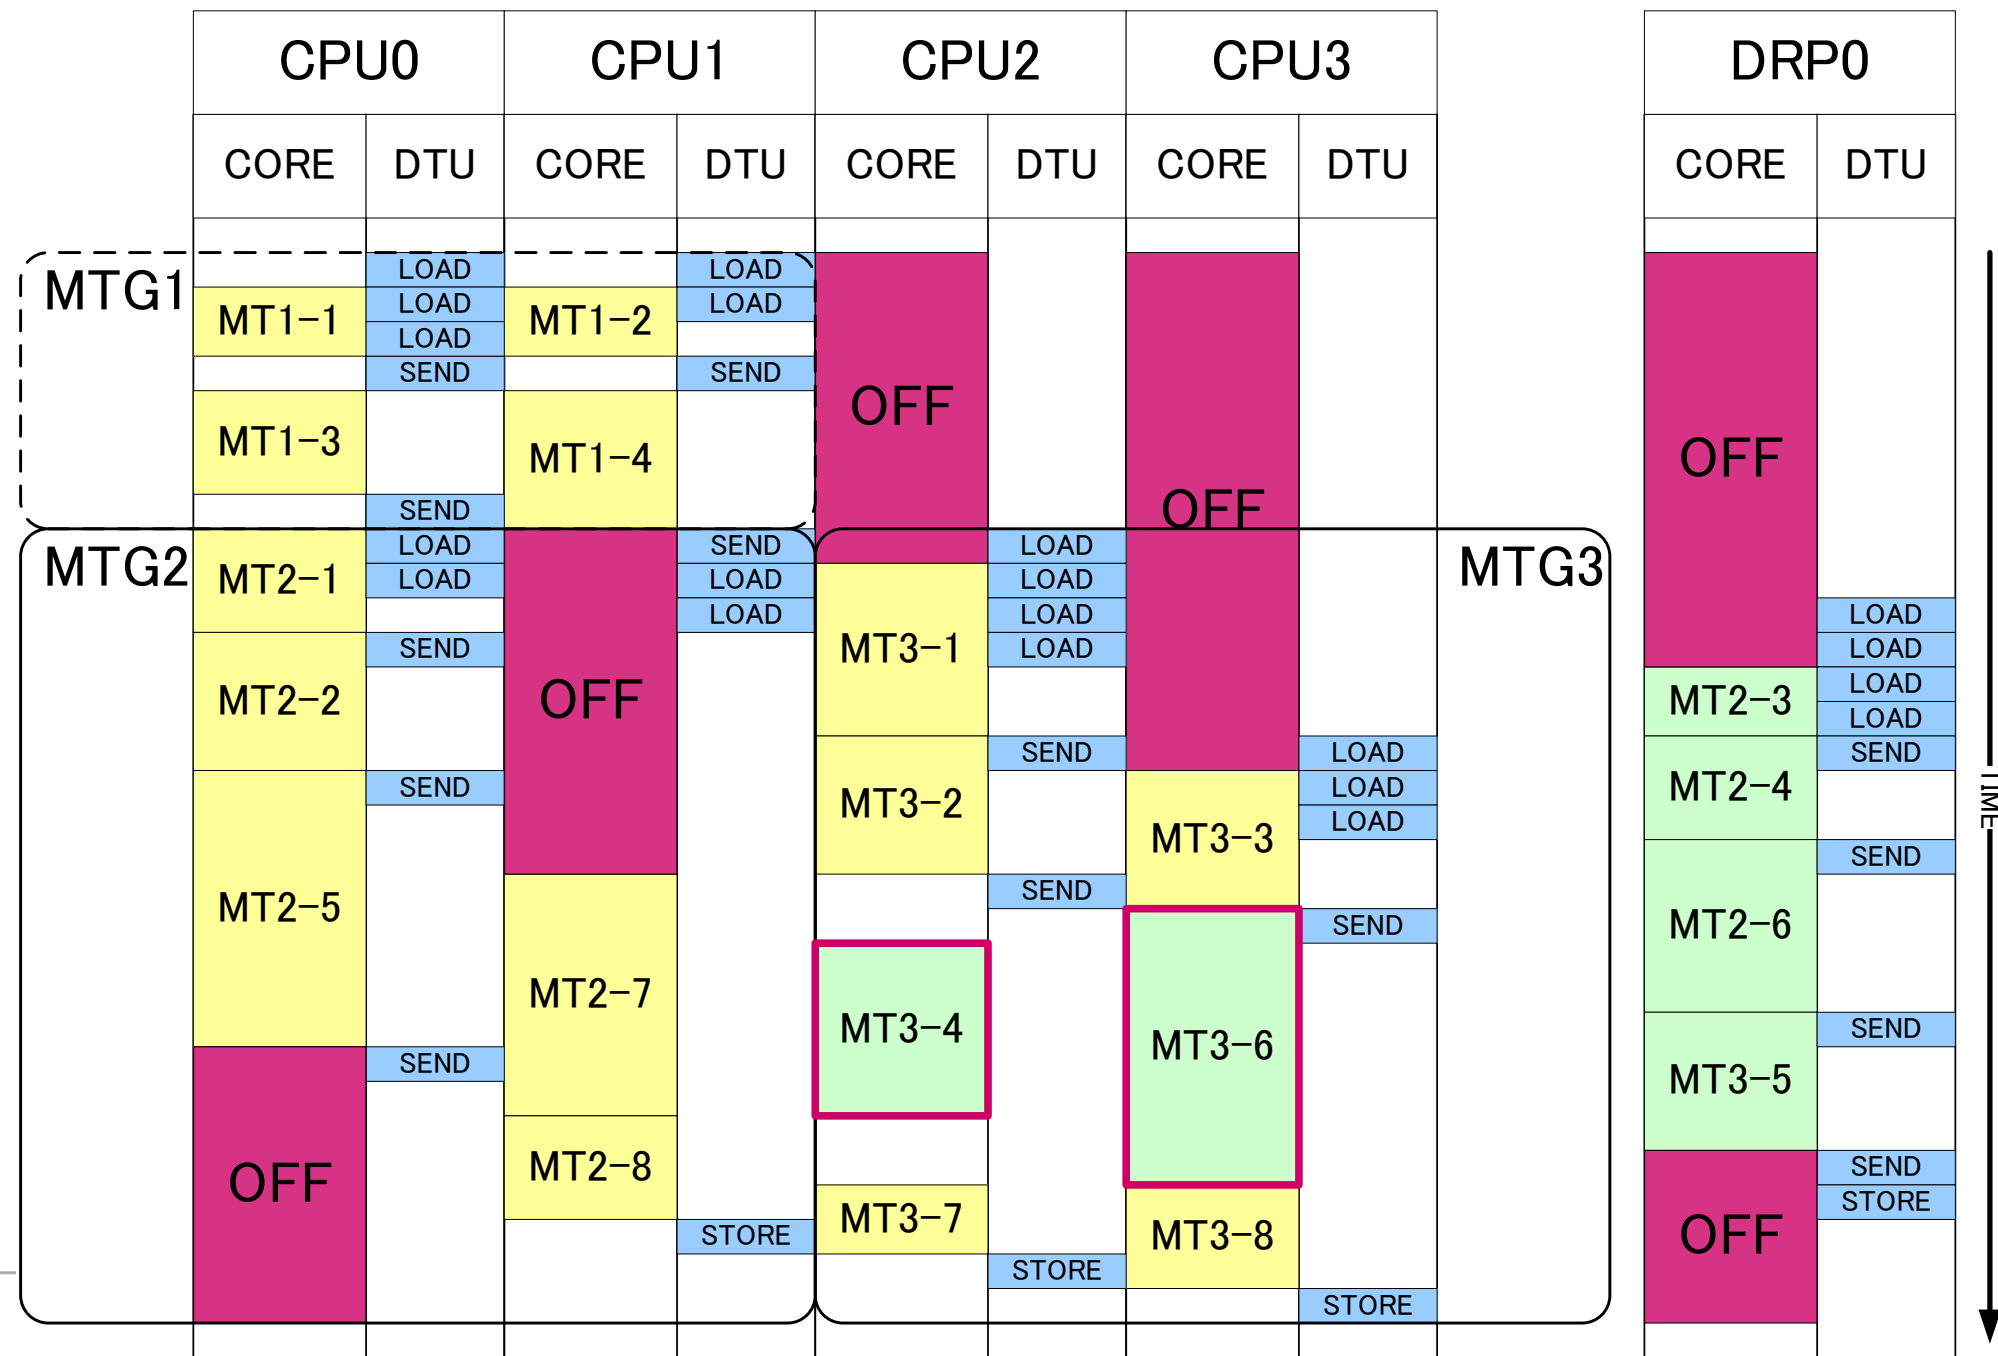 CPU0 CPU1 CPU2 CPU3 DRP0
CORE DTU CORE DTU CORE DTU CORE DTU CORE DTU
LOAD LOAD
MTG1
LOAD LOAD
MT1-1 MT1-2
LOAD
SEND SEND
OFF
MT1-3
MT1-4 OFF
SEND OFF
LOAD SEND LOAD
MTG2 MTG3
MT2-1 LOAD LOAD LOAD
LOAD LOAD LOAD
SEND MT3-1 LOAD LOAD
LOAD
MT2-2 OFF MT2-3
LOAD
SEND LOAD SEND
SEND LOAD MT2-4
MT3-2
LOAD
MT3-3
TIME
SEND
SEND
MT2-5
SEND MT2-6
MT2-7
MT3-4 SEND
MT3-6
SEND
MT3-5
MT2-8 SEND
OFF
STORE
MT3-7
STORE MT3-8 OFF
STORE
STORE